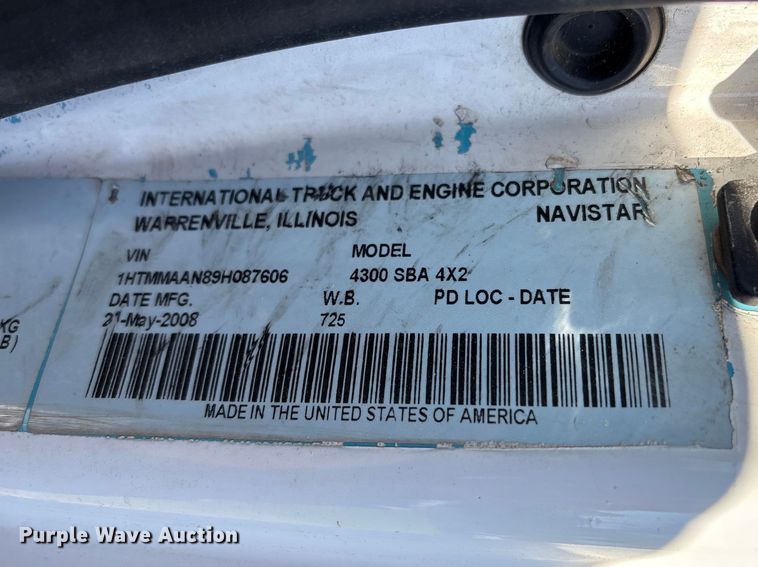 INTERNATIONAL TRUCK AND ENGINE CORPORATION
WARRENVILLE, ILLINOIS NAVISTAR
VIN MODEL
1HTMMAAN89H087606 4300 SBA 4X2
DATE MFG. W.B. PD LOC - DATE
21-May-2008 725
KG
B)
MADE IN THE UNITED STATES OF AMERICA
Purple Wave Auction